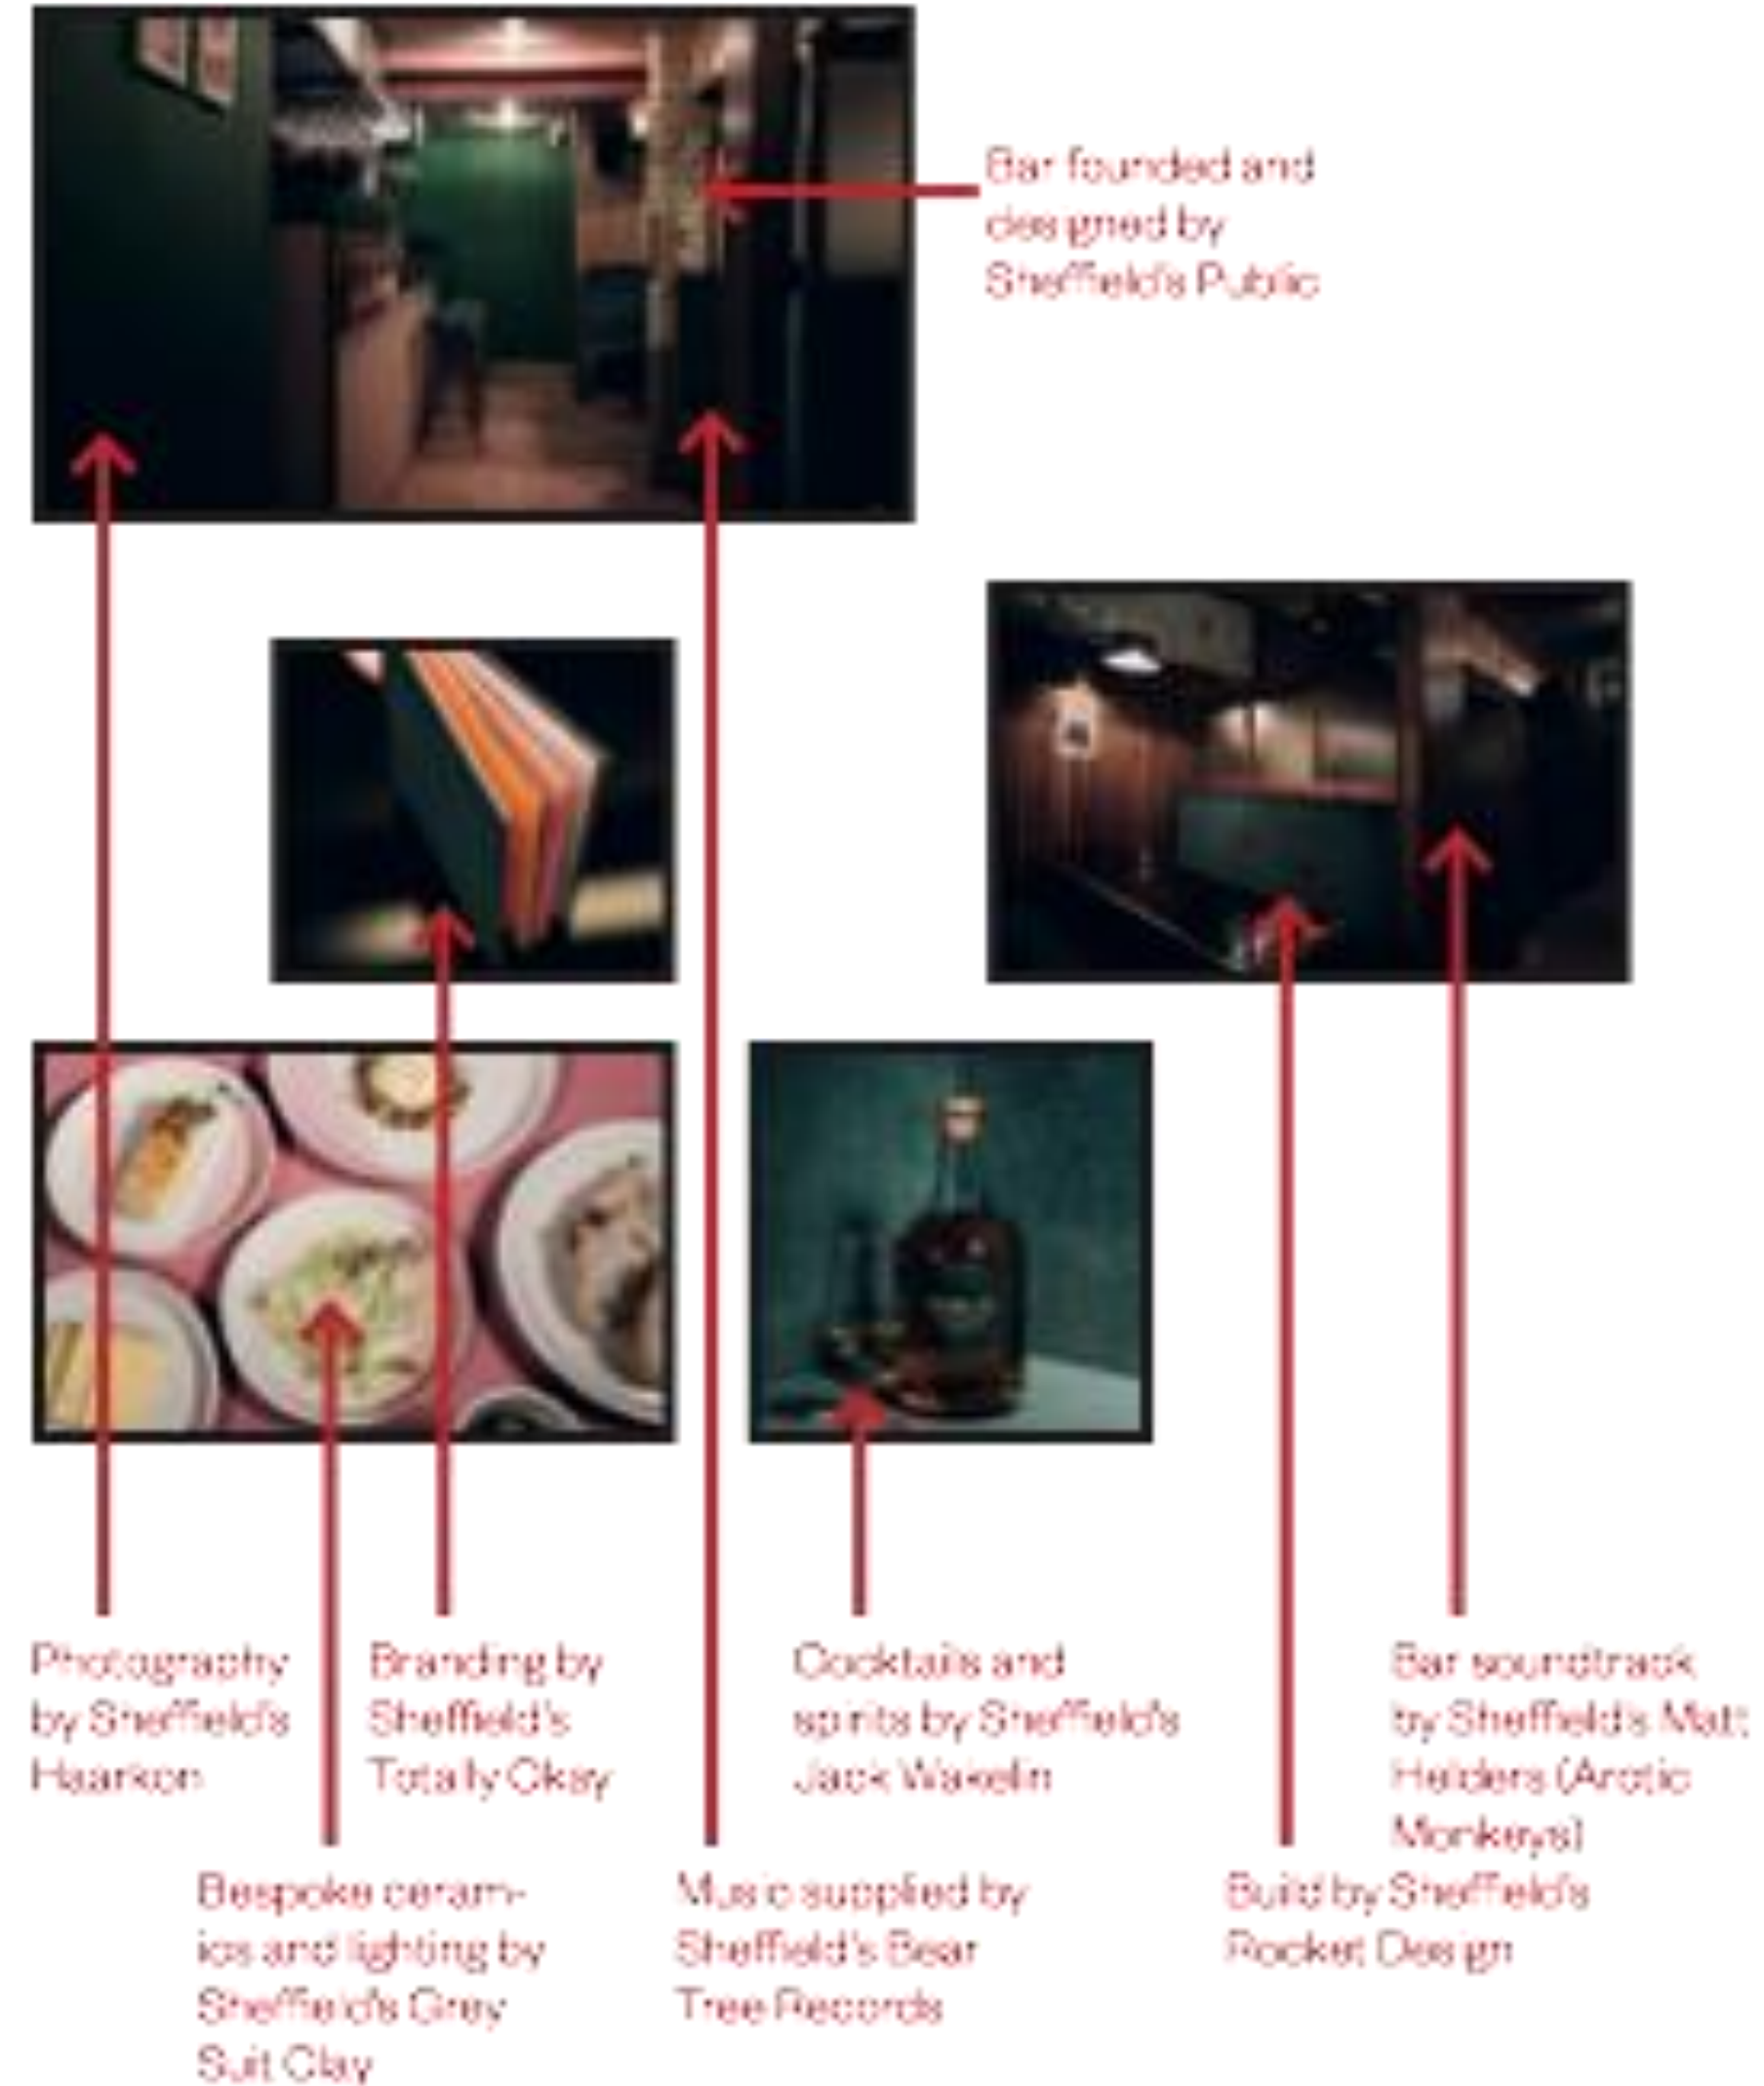 Bar founded and
designed by
Sheffield's Public
Photography
by Sheffield's
Haarkon
Branding by
Sheffield's
Totally Okay
Cocktails and
spirits by Sheffield's
Jack Wakelin
Bar soundtrack
by Sheffield's Matt
Helders (Arctic
Monkeys)
Bespoke ceram-
ics and lighting by
Sheffield's Grey
Suit Clay
Music supplied by
Sheffield's Bear
Tree Records
Build by Sheffield's
Rocket Design